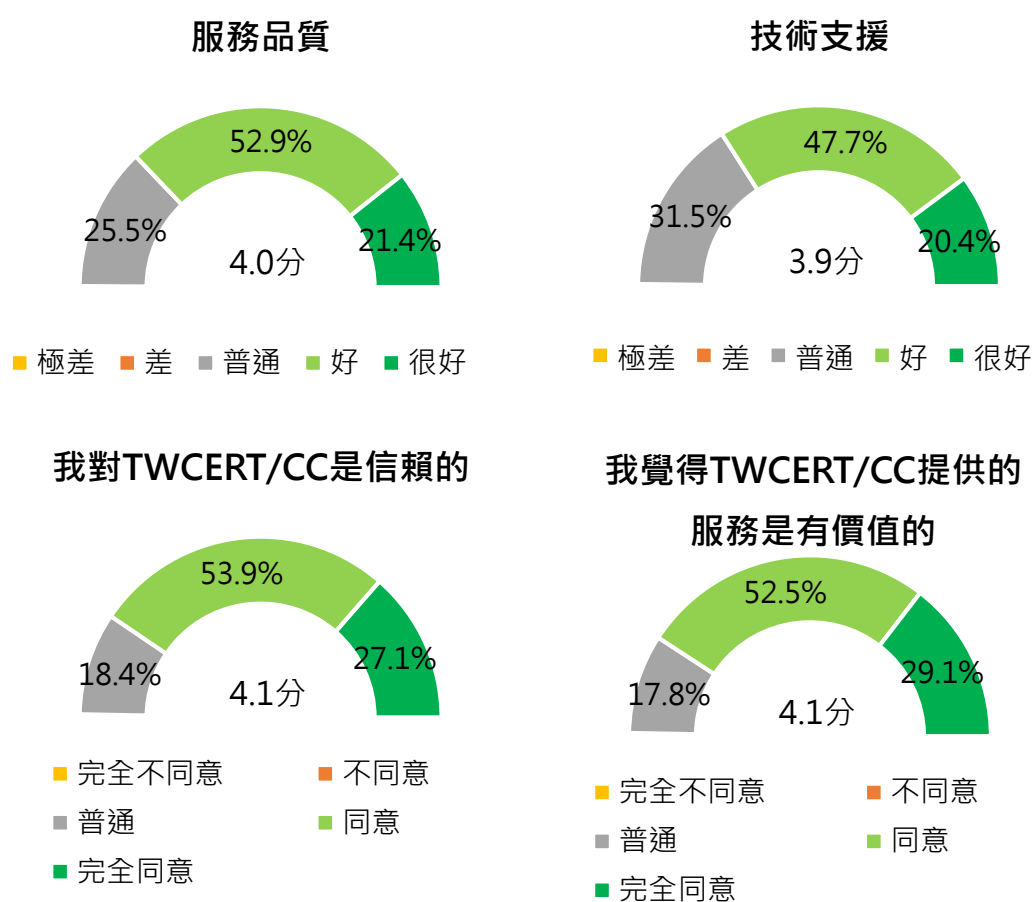 服務品質
52.9%
25.5%
21.4%
4.0分
極差 差 普通 好 很好
技術支援
47.7%
31.5%
20.4%
3.9分
極差 差 普通 好 很好
我對TWCERT/CC是信賴的
53.9%
18.4%
27.1%
4.1分
完全不同意 不同意
普通 同意
完全同意
我覺得TWCERT/CC提供的
服務是有價值的
52.5%
17.8%
29.1%
4.1分
完全不同意 不同意
普通 同意
完全同意